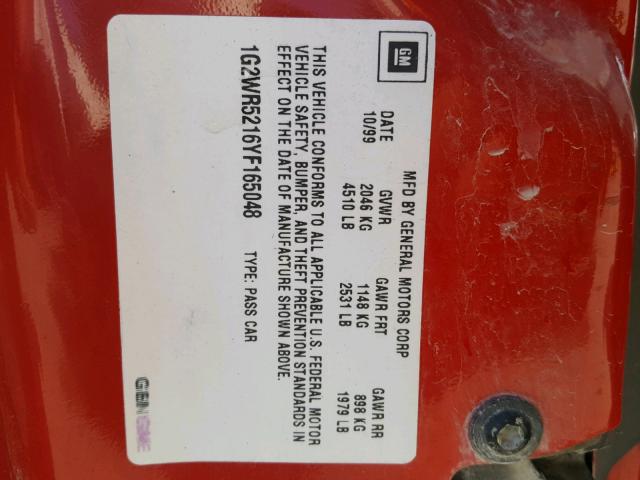 GM
MFD BY GENERAL MOTORS CORP
DATE GVWR GAWR FRT GAWR RR
10/99 2046 KG 1148 KG 898 KG
4510 LB 2531 LB 1979 LB
THIS VEHICLE CONFORMS TO ALL APPLICABLE U.S. FEDERAL MOTOR
VEHICLE SAFETY, BUMPER, AND THEFT PREVENTION STANDARDS IN
EFFECT ON THE DATE OF MANUFACTURE SHOWN ABOVE.
1G2WR5216YF165048 TYPE: PASS CAR